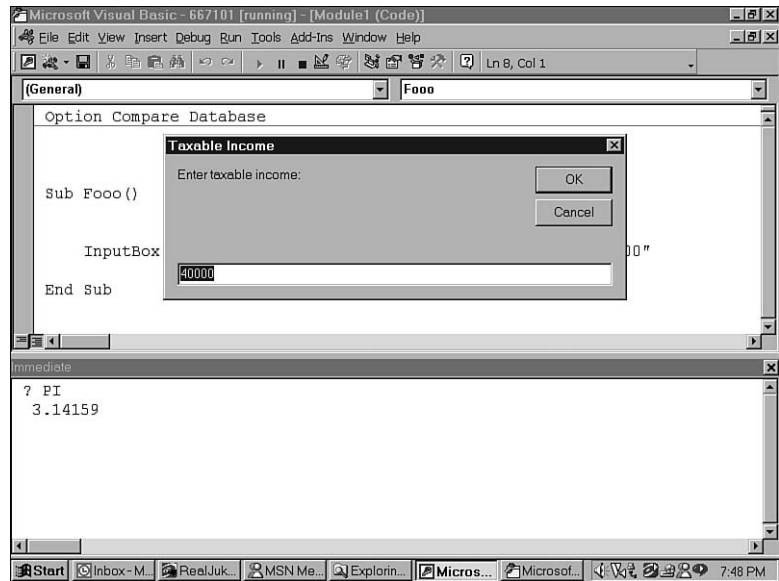 Microsoft Visual Basic - 667101 [running] - [Module1 (Code)]
File Edit View Insert Debug Run Tools Add-Ins Window Help
Ln 8, Col 1
(General)
Fooo
Option Compare Database
Taxable Income
Enter taxable income:
OK
Cancel
Sub Fooo()
InputBox
00"
40000
End Sub
Immediate
? PI
3.14159
Start
Inbox - M...
RealJuk...
MSN Me...
Explorin...
Micros...
Microsof...
7:48 PM